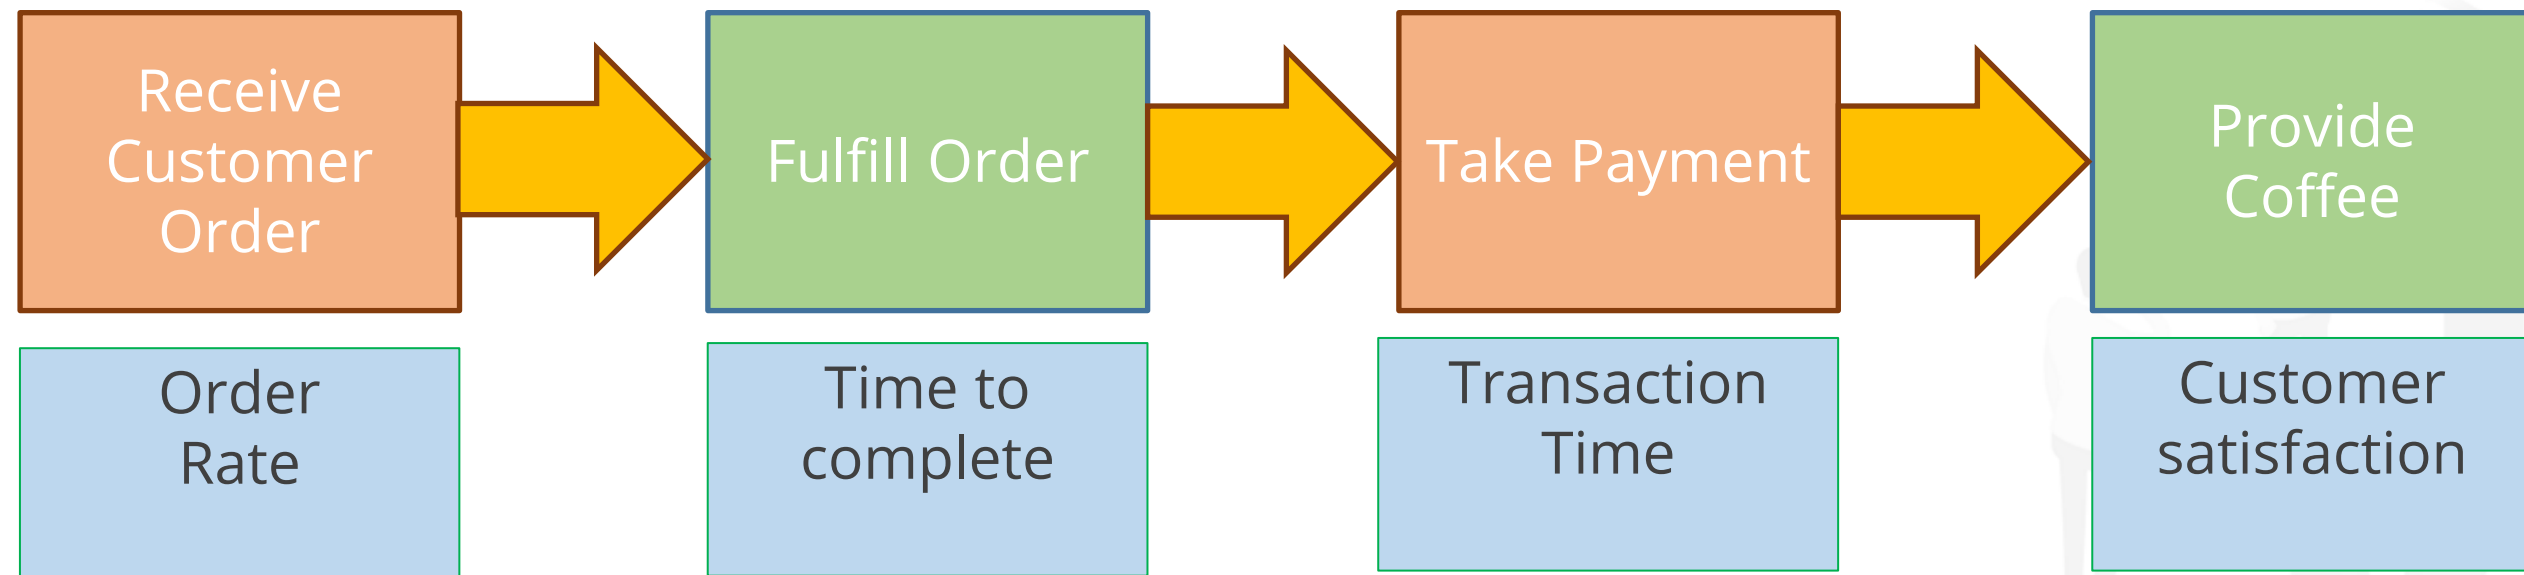 Receive
Customer
Order
Fulfill Order
Take Payment
Provide
Coffee
Order
Rate
Time to
complete
Transaction
Time
Customer
satisfaction